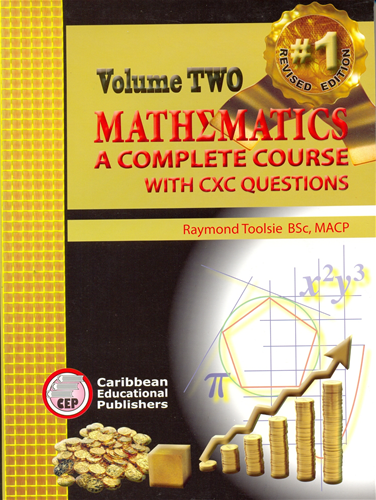 Volume TWO
#1
REVISED EDITION
MATHΣMATICS
A COMPLETE COURSE
WITH CXC QUESTIONS
Raymond Toolsie BSc, MACP
x²y³
π
CEP
Caribbean
Educational
Publishers